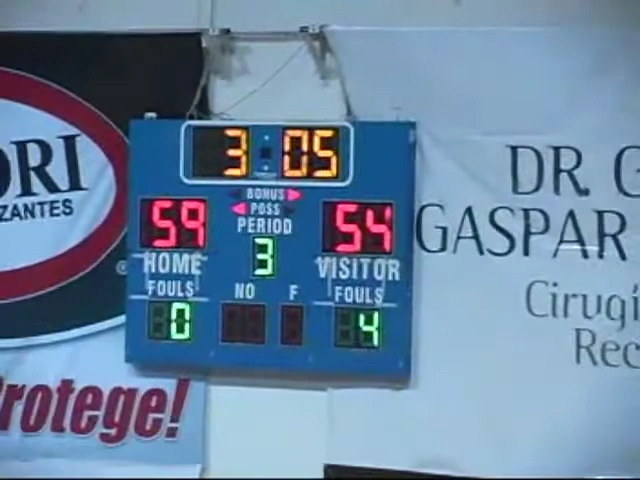 ORI
ZANTES
®
rotege!
3 05
BONUS
POSS
PERIOD
59 54
3
HOME VISITOR
FOULS NO F FOULS
0 4
DR. G
GASPAR
Cirugí
Rec